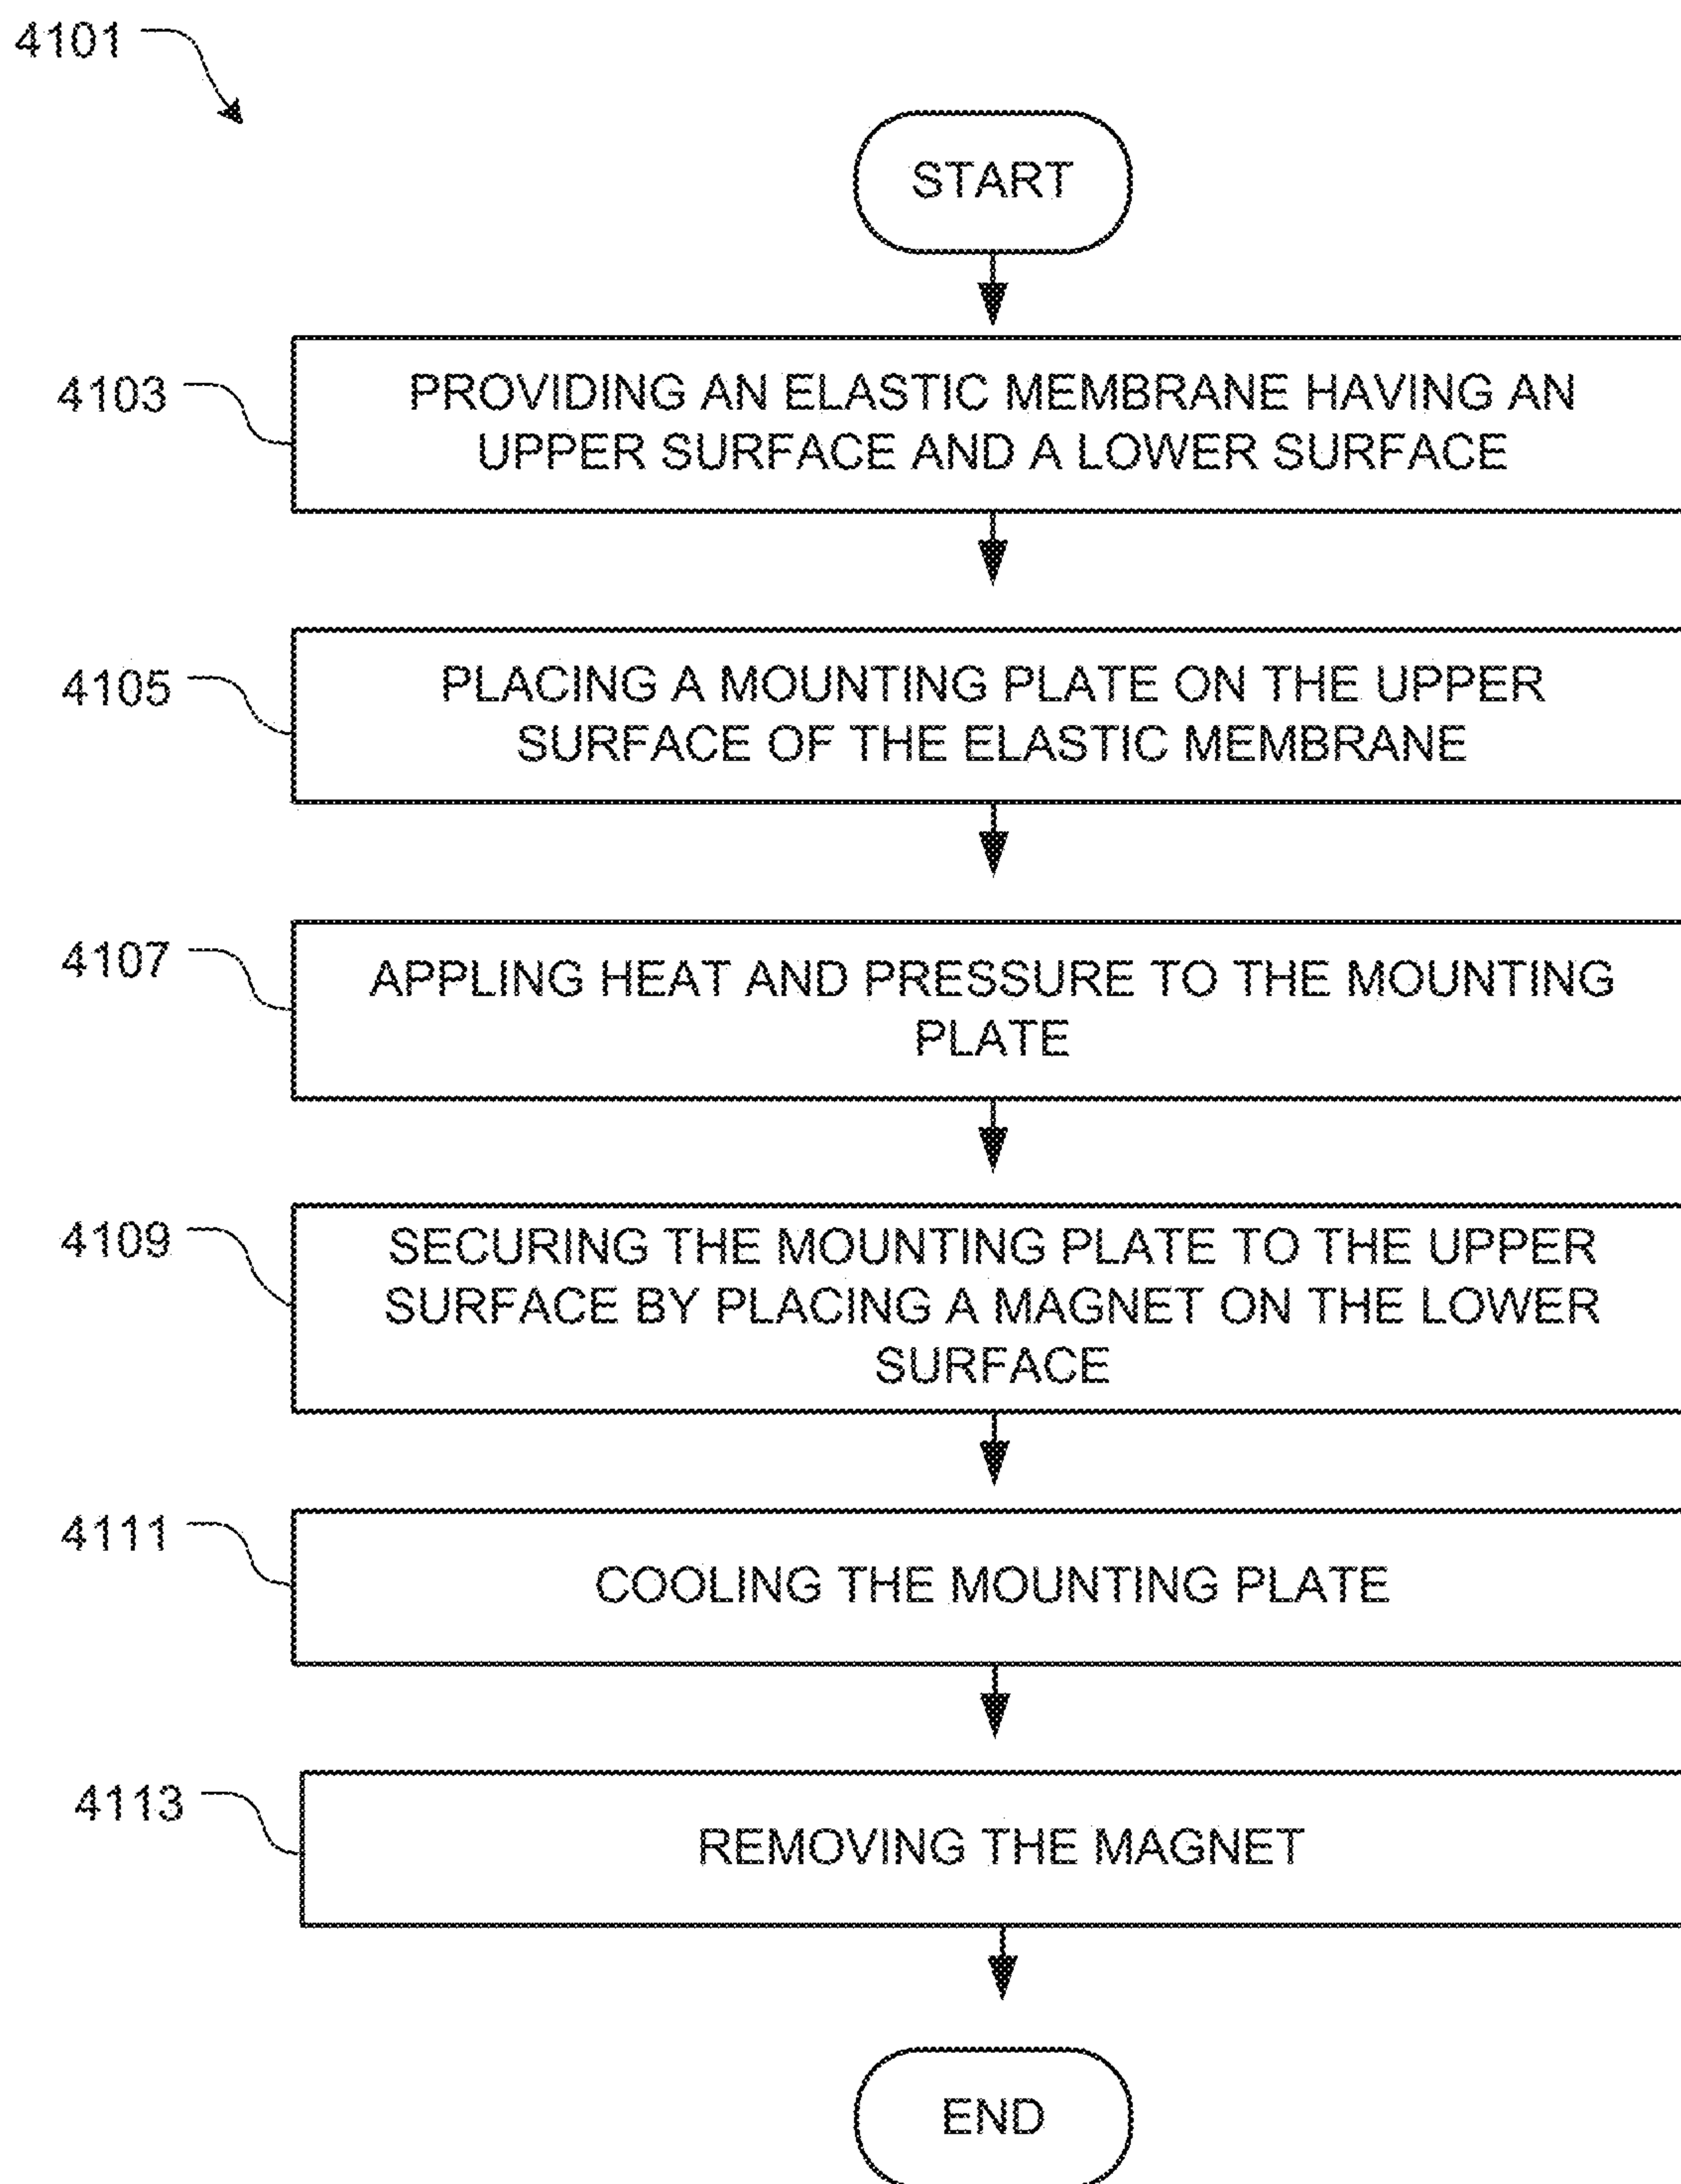 4101
START
4103
PROVIDING AN ELASTIC MEMBRANE HAVING AN
UPPER SURFACE AND A LOWER SURFACE
4105
PLACING A MOUNTING PLATE ON THE UPPER
SURFACE OF THE ELASTIC MEMBRANE
4107
APPLING HEAT AND PRESSURE TO THE MOUNTING
PLATE
4109
SECURING THE MOUNTING PLATE TO THE UPPER
SURFACE BY PLACING A MAGNET ON THE LOWER
SURFACE
4111
COOLING THE MOUNTING PLATE
4113
REMOVING THE MAGNET
END